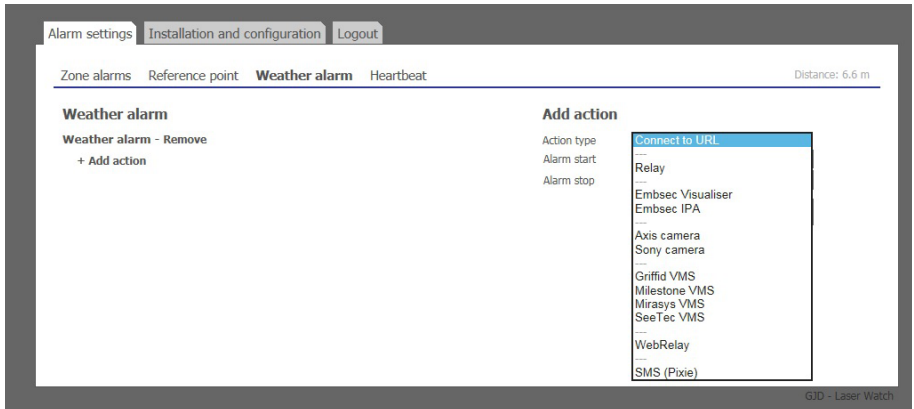 Alarm settings Installation and configuration Logout
Zone alarms Reference point Weather alarm Heartbeat Distance: 6.6 m
Weather alarm
Weather alarm - Remove
+ Add action
Add action
Action type Connect to URL
Alarm start
Alarm stop
---
Relay
---
Embsec Visualiser
Embsec IPA
---
Axis camera
Sony camera
---
Griffid VMS
Milestone VMS
Mirasys VMS
SeeTec VMS
---
WebRelay
---
SMS (Pixie)
GJD - Laser Watch